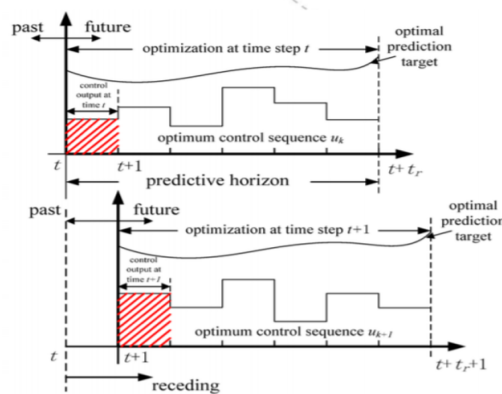 past
future
optimization at time step t
optimal
prediction
target
control
output at
time t
optimum control sequence uₖ
t
t+1
t+tᵣ
predictive horizon
past
future
optimization at time step t+1
optimal
prediction
target
control
output at
time t+1
optimum control sequence uₖ₊₁
t
t+1
t+tᵣ+1
receding